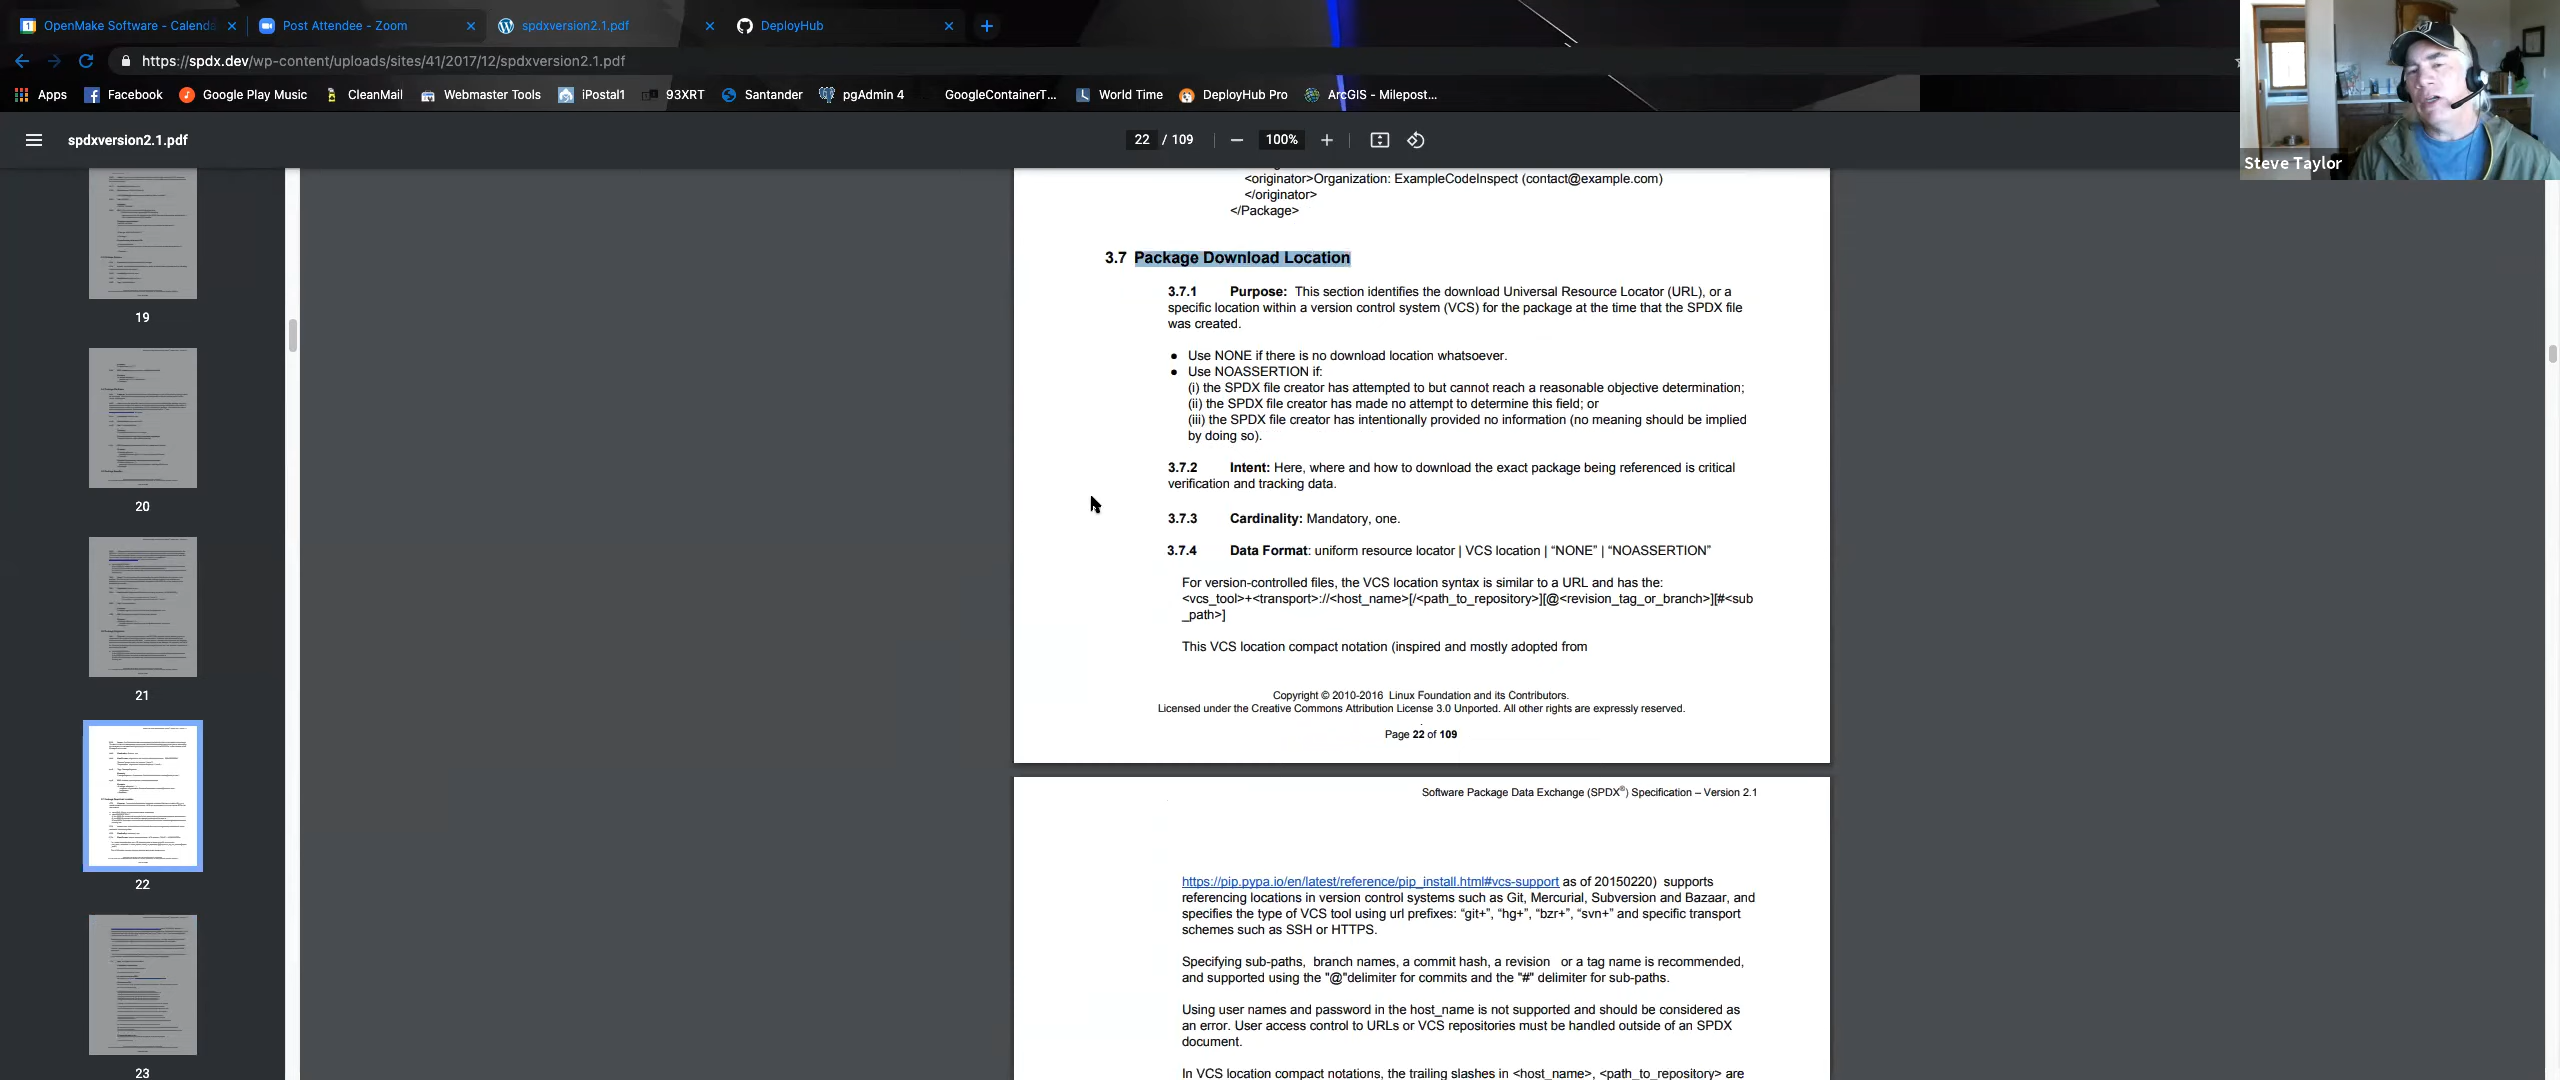 OpenMake Software - Calend
Post Attendee - Zoom
spdxversion2.1.pdf
DeployHub
https://spdx.dev/wp-content/uploads/sites/41/2017/12/spdxversion2.1.pdf
Apps
Facebook
Google Play Music
CleanMail
Webmaster Tools
iPostal1
93XRT
Santander
pgAdmin 4
GoogleContainerT...
World Time
DeployHub Pro
ArcGIS - Milepost...
Steve Taylor
spdxversion2.1.pdf
22 / 109
100%
19
20
21
22
23
<originator>Organization: ExampleCodeInspect (contact@example.com)
</originator>
</Package>
3.7 Package Download Location
3.7.1 Purpose: This section identifies the download Universal Resource Locator (URL), or a
specific location within a version control system (VCS) for the package at the time that the SPDX file
was created.
● Use NONE if there is no download location whatsoever.
● Use NOASSERTION if:
(i) the SPDX file creator has attempted to but cannot reach a reasonable objective determination;
(ii) the SPDX file creator has made no attempt to determine this field; or
(iii) the SPDX file creator has intentionally provided no information (no meaning should be implied
by doing so).
3.7.2 Intent: Here, where and how to download the exact package being referenced is critical
verification and tracking data.
3.7.3 Cardinality: Mandatory, one.
3.7.4 Data Format: uniform resource locator | VCS location | “NONE” | “NOASSERTION”
For version-controlled files, the VCS location syntax is similar to a URL and has the:
<vcs_tool>+<transport>://<host_name>[/<path_to_repository>][@<revision_tag_or_branch>][#<sub
_path>]
This VCS location compact notation (inspired and mostly adopted from
Copyright © 2010-2016 Linux Foundation and its Contributors.
Licensed under the Creative Commons Attribution License 3.0 Unported. All other rights are expressly reserved.
Page 22 of 109
Software Package Data Exchange (SPDX®) Specification – Version 2.1
https://pip.pypa.io/en/latest/reference/pip_install.html#vcs-support as of 20150220) supports
referencing locations in version control systems such as Git, Mercurial, Subversion and Bazaar, and
specifies the type of VCS tool using url prefixes: “git+”, “hg+”, “bzr+”, “svn+” and specific transport
schemes such as SSH or HTTPS.
Specifying sub-paths, branch names, a commit hash, a revision or a tag name is recommended,
and supported using the "@"delimiter for commits and the "#" delimiter for sub-paths.
Using user names and password in the host_name is not supported and should be considered as
an error. User access control to URLs or VCS repositories must be handled outside of an SPDX
document.
In VCS location compact notations, the trailing slashes in <host_name>, <path_to_repository> are